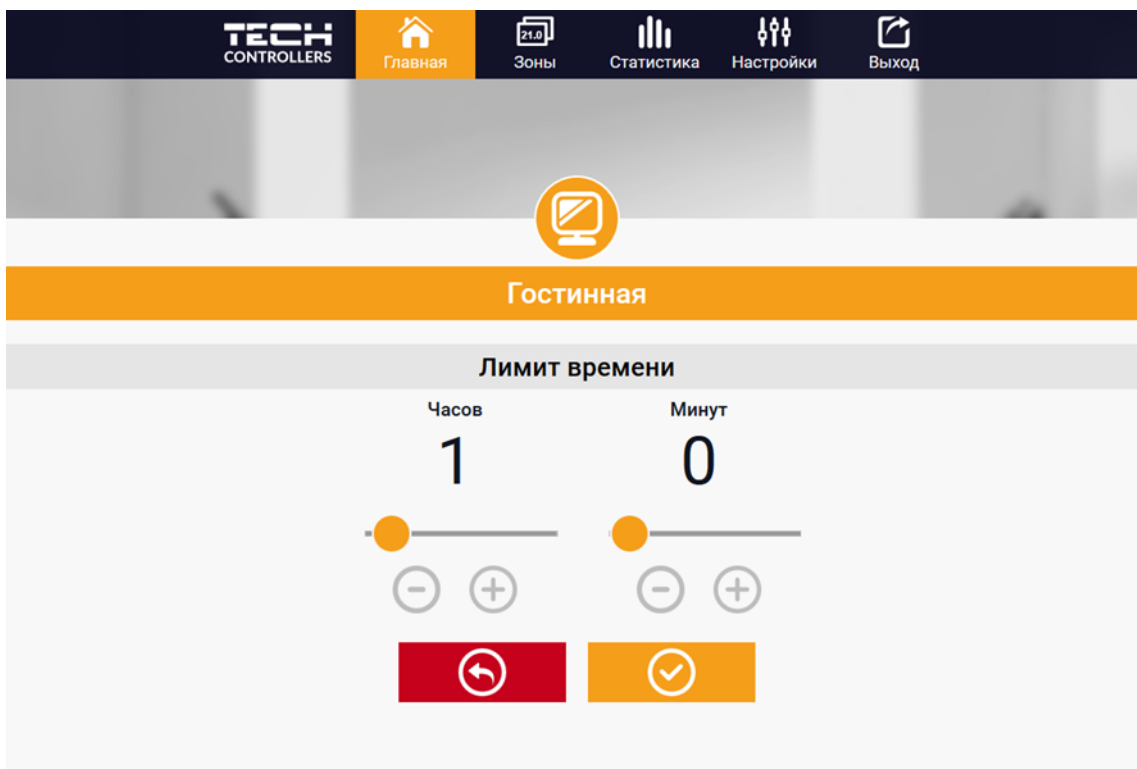 TECH
CONTROLLERS
Главная
21.0
Зоны
Статистика
Настройки
Выход
Гостинная
Лимит времени
Часов
Минут
1
0